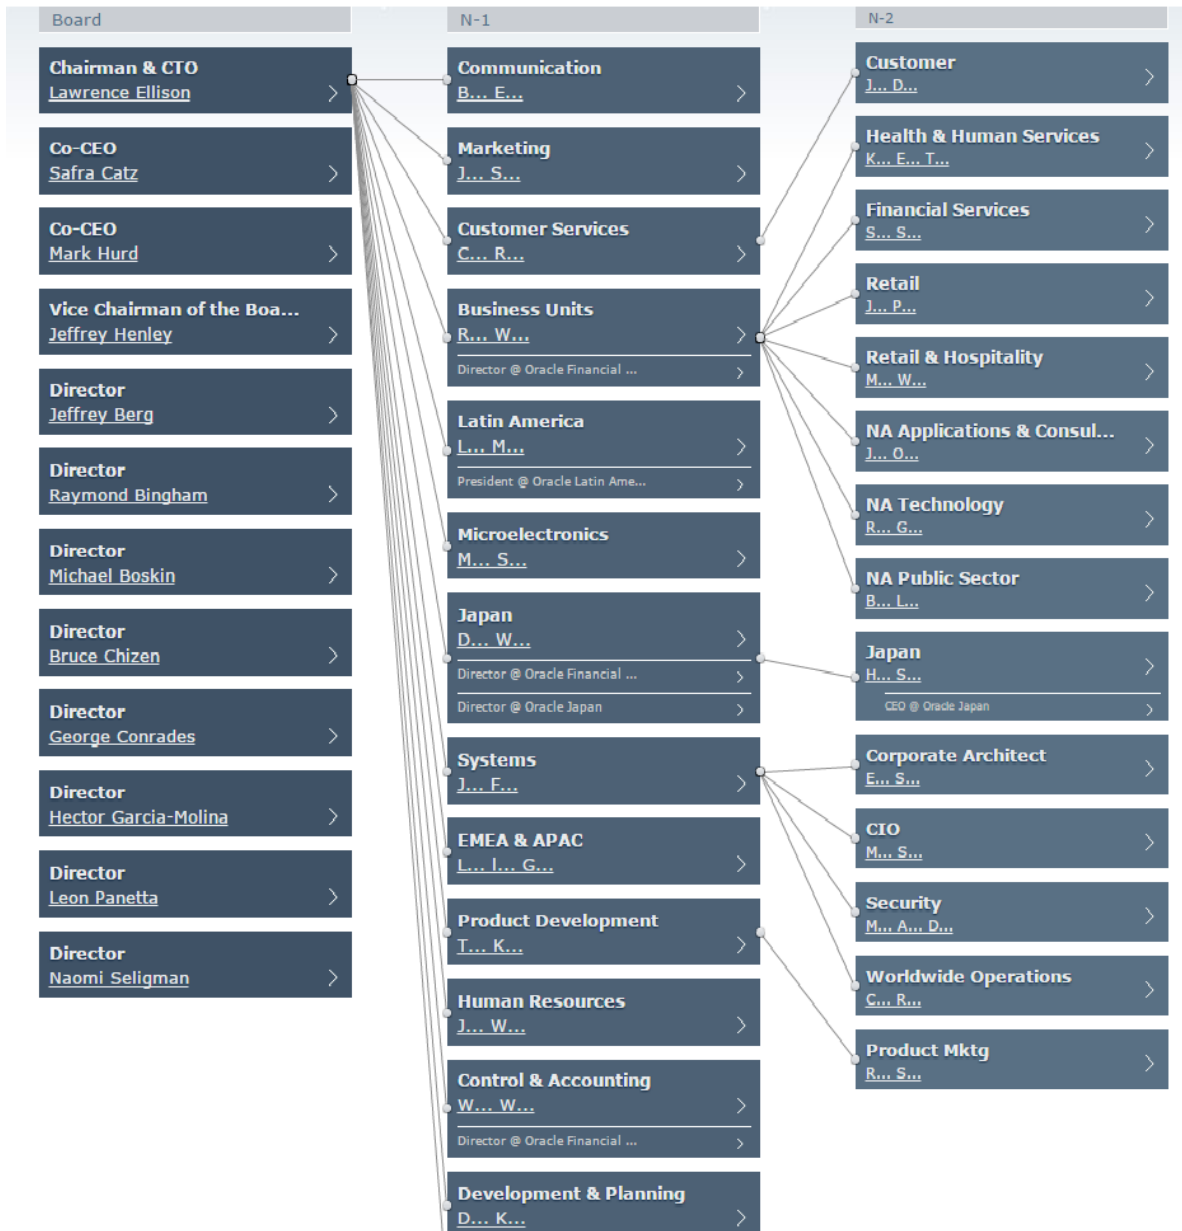 Board
Chairman & CTO
Lawrence Ellison
Co-CEO
Safra Catz
Co-CEO
Mark Hurd
Vice Chairman of the Boa...
Jeffrey Henley
Director
Jeffrey Berg
Director
Raymond Bingham
Director
Michael Boskin
Director
Bruce Chizen
Director
George Conrades
Director
Hector Garcia-Molina
Director
Leon Panetta
Director
Naomi Seligman
N-1
Communication
B... E...
Marketing
J... S...
Customer Services
C... R...
Business Units
R... W...
Director @ Oracle Financial ...
Latin America
L... M...
President @ Oracle Latin Ame...
Microelectronics
M... S...
Japan
D... W...
Director @ Oracle Financial ...
Director @ Oracle Japan
Systems
J... F...
EMEA & APAC
L... l... G...
Product Development
T... K...
Human Resources
J... W...
Control & Accounting
W... W...
Director @ Oracle Financial ...
Development & Planning
D... K...
N-2
Customer
J... D...
Health & Human Services
K... E... T...
Financial Services
S... S...
Retail
J... P...
Retail & Hospitality
M... W...
NA Applications & Consul...
J... O...
NA Technology
R... G...
NA Public Sector
B... L...
Japan
H... S...
CEO @ Oracle Japan
Corporate Architect
E... S...
CIO
M... S...
Security
M... A... D...
Worldwide Operations
C... R...
Product Mktg
R... S...